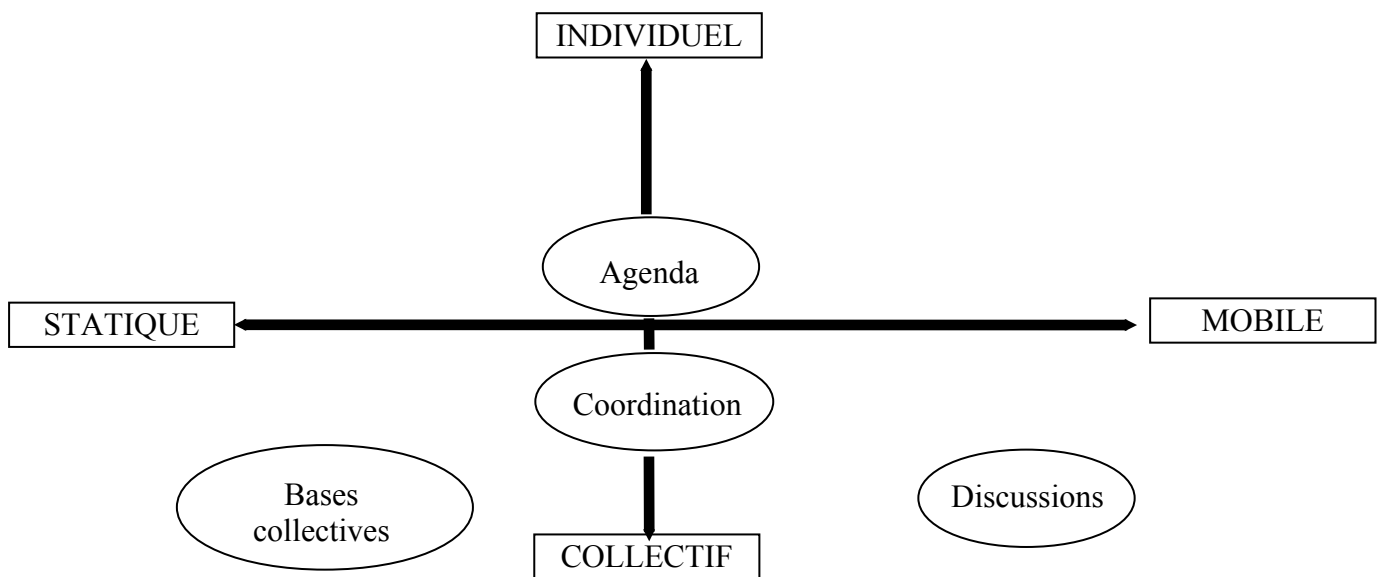 INDIVIDUEL
Agenda
STATIQUE
MOBILE
Coordination
Bases
collectives
Discussions
COLLECTIF